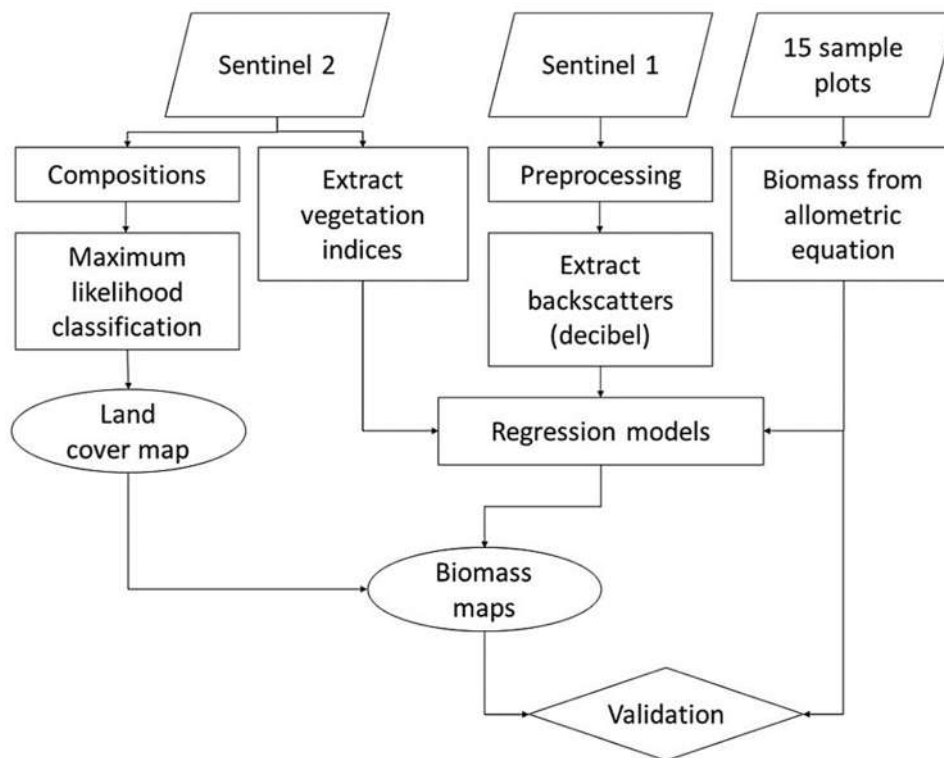 Sentinel 2
Sentinel 1
15 sample
plots
Compositions
Extract
vegetation
indices
Preprocessing
Biomass from
allometric
equation
Maximum
likelihood
classification
Extract
backscatters
(decibel)
Land
cover map
Regression models
Biomass
maps
Validation